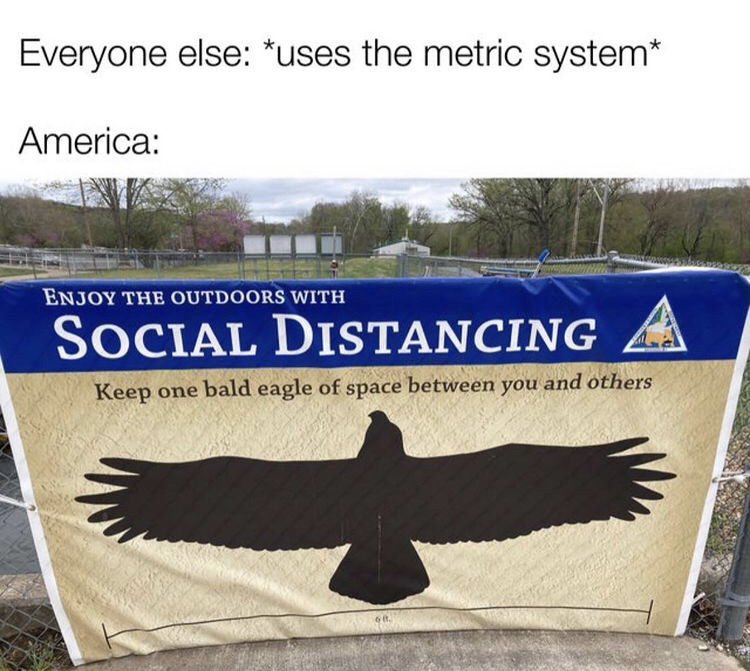 Everyone else: *uses the metric system*
America:
ENJOY THE OUTDOORS WITH
SOCIAL DISTANCING
Keep one bald eagle of space between you and others
6 ft.